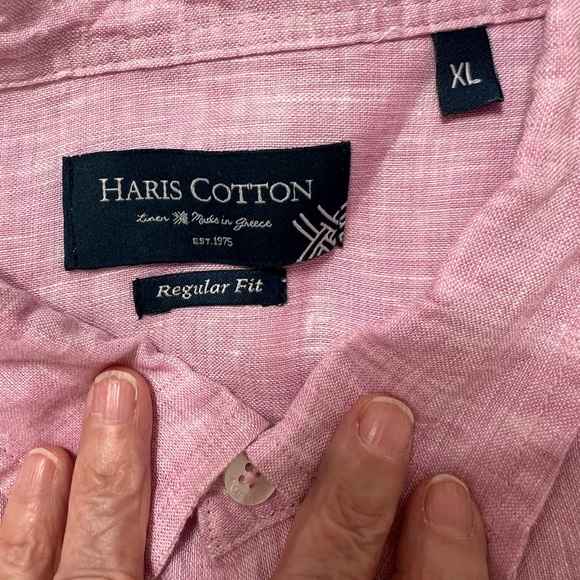 XL
HARIS COTTON
Linen Made in Greece
EST.1975
Regular Fit